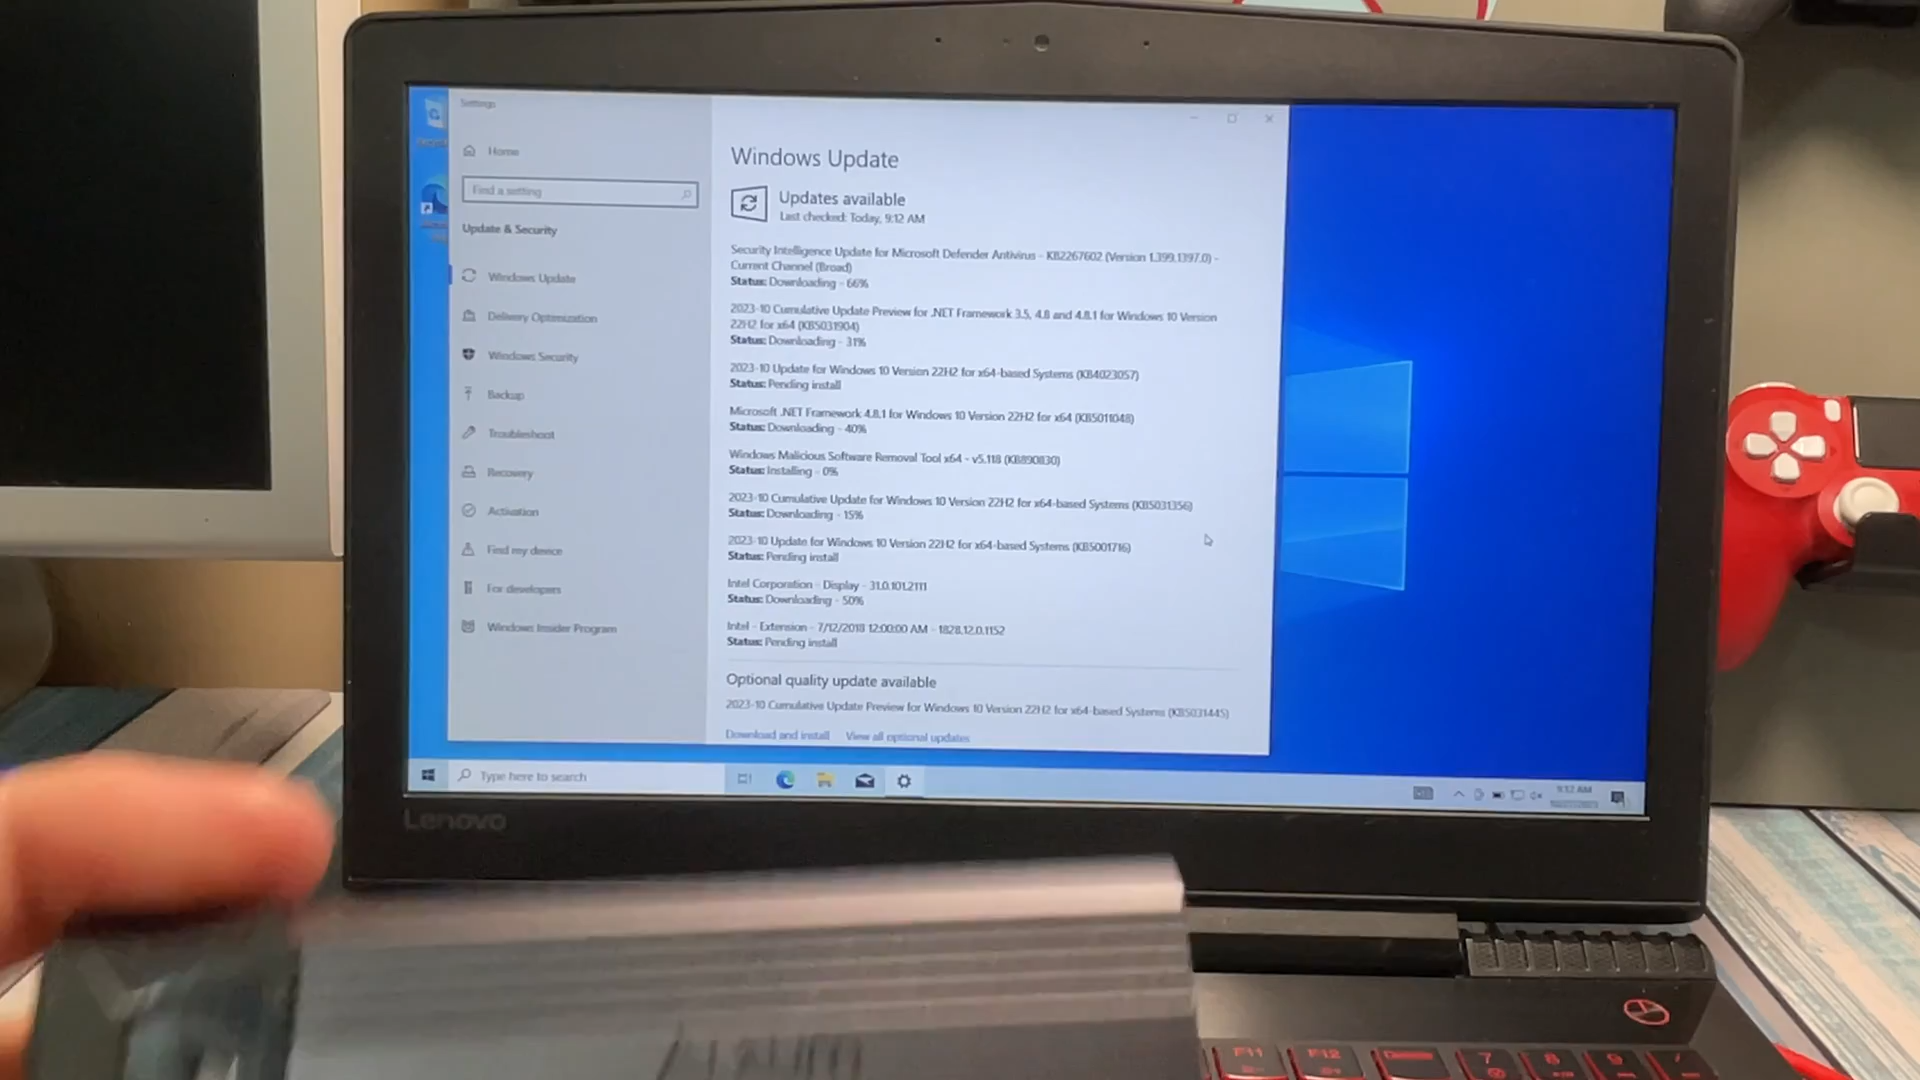 Settings
Home
Find a setting
Update & Security
Windows Update
Delivery Optimization
Windows Security
Backup
Troubleshoot
Recovery
Activation
Find my device
For developers
Windows Insider Program
Windows Update
Updates available
Last checked: Today, 9:12 AM
Security Intelligence Update for Microsoft Defender Antivirus - KB2267602 (Version 1.399.1397.0) -
Current Channel (Broad)
Status: Downloading - 66%
2023-10 Cumulative Update Preview for .NET Framework 3.5, 4.8 and 4.8.1 for Windows 10 Version
22H2 for x64 (KB5031904)
Status: Downloading - 31%
2023-10 Update for Windows 10 Version 22H2 for x64-based Systems (KB4023057)
Status: Pending install
Microsoft .NET Framework 4.8.1 for Windows 10 Version 22H2 for x64 (KB5011048)
Status: Downloading - 40%
Windows Malicious Software Removal Tool x64 - v5.118 (KB890830)
Status: Installing - 0%
2023-10 Cumulative Update for Windows 10 Version 22H2 for x64-based Systems (KB5031356)
Status: Downloading - 15%
2023-10 Update for Windows 10 Version 22H2 for x64-based Systems (KB5001716)
Status: Pending install
Intel Corporation - Display - 31.0.101.2111
Status: Downloading - 50%
Intel - Extension - 7/12/2018 12:00:00 AM - 1828.12.0.1152
Status: Pending install
Optional quality update available
2023-10 Cumulative Update Preview for Windows 10 Version 22H2 for x64-based Systems (KB5031445)
Download and install View all optional updates
Type here to search
9:12 AM
Lenovo
F11 F12 7 8 9 /